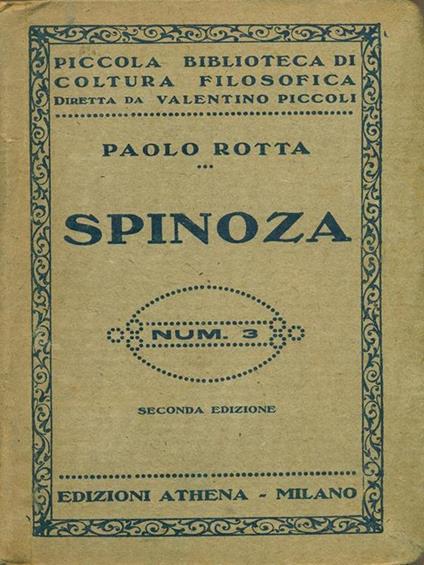 PICCOLA BIBLIOTECA DI
COLTURA FILOSOFICA
DIRETTA DA VALENTINO PICCOLI
PAOLO ROTTA
SPINOZA
NUM. 3
SECONDA EDIZIONE
EDIZIONI ATHENA - MILANO